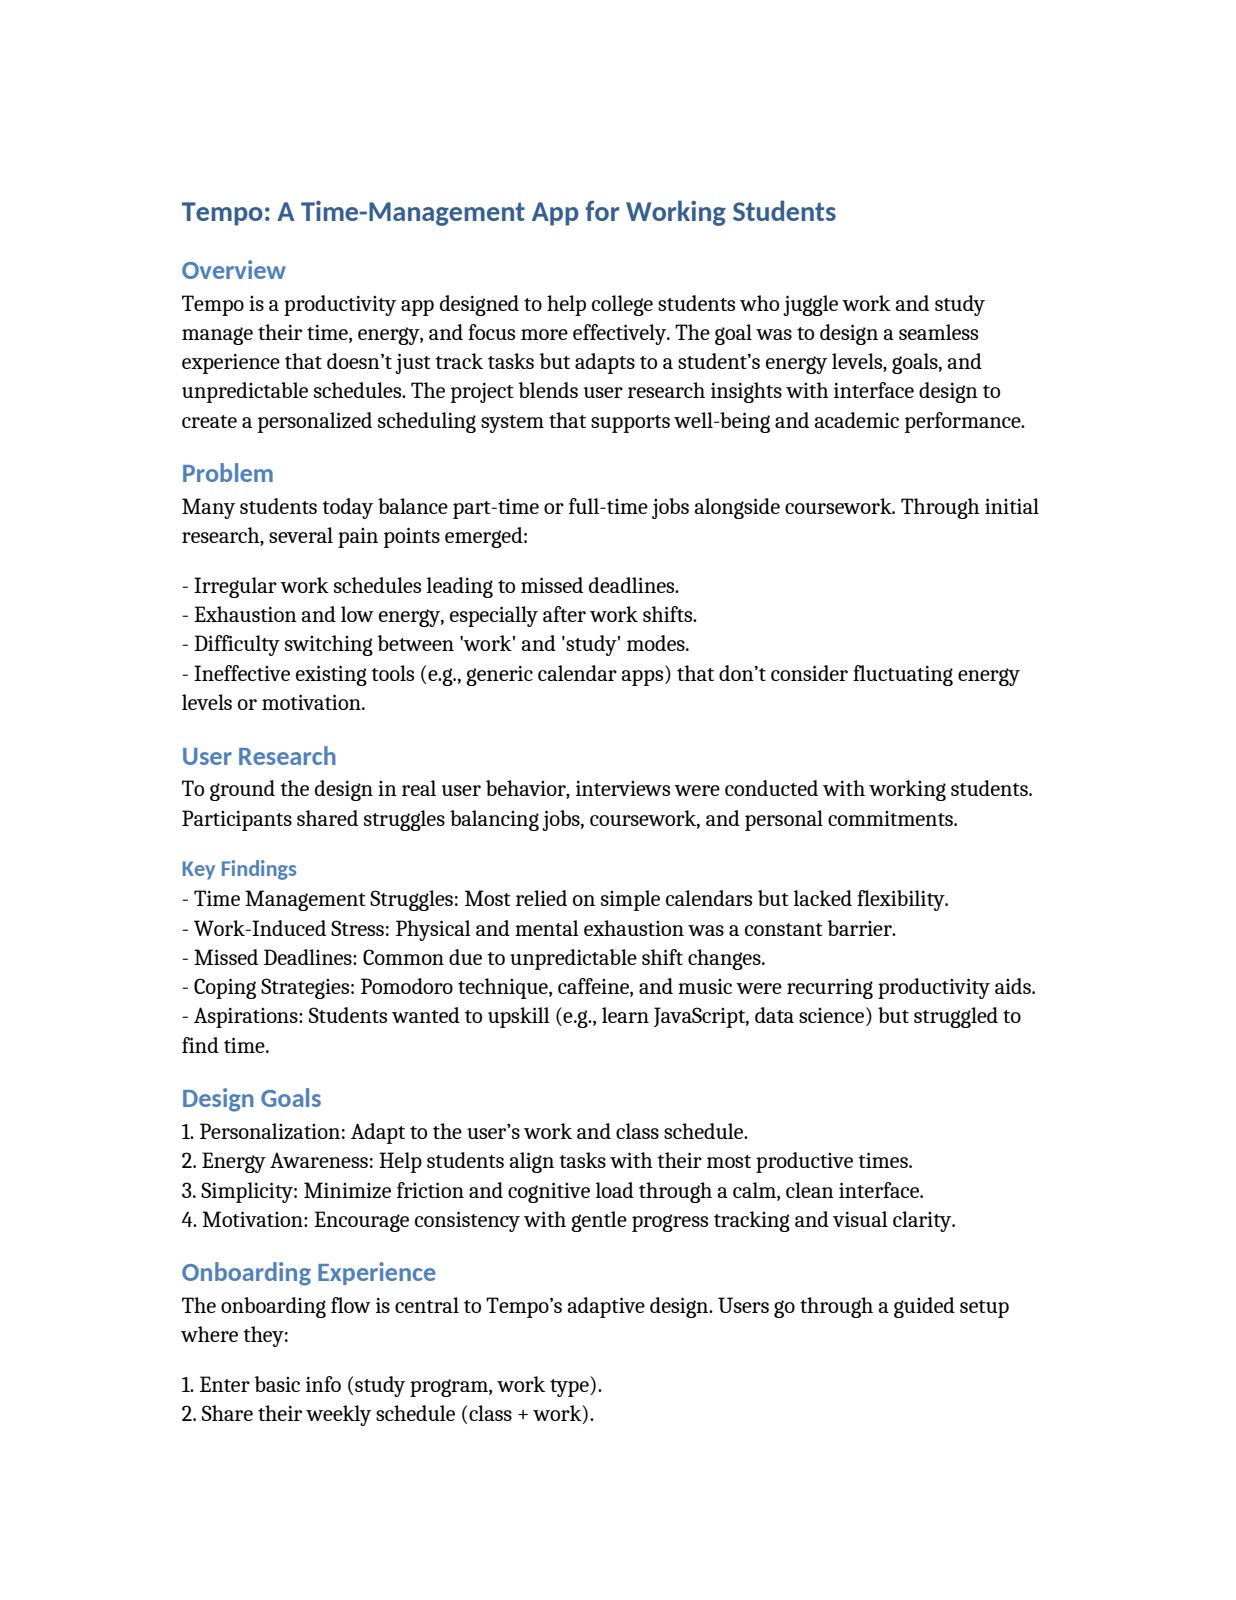 Tempo: A Time-Management App for Working Students
Overview
Tempo is a productivity app designed to help college students who juggle work and study
manage their time, energy, and focus more effectively. The goal was to design a seamless
experience that doesn’t just track tasks but adapts to a student’s energy levels, goals, and
unpredictable schedules. The project blends user research insights with interface design to
create a personalized scheduling system that supports well-being and academic performance.
Problem
Many students today balance part-time or full-time jobs alongside coursework. Through initial
research, several pain points emerged:
- Irregular work schedules leading to missed deadlines.
- Exhaustion and low energy, especially after work shifts.
- Difficulty switching between 'work' and 'study' modes.
- Ineffective existing tools (e.g., generic calendar apps) that don’t consider fluctuating energy
levels or motivation.
User Research
To ground the design in real user behavior, interviews were conducted with working students.
Participants shared struggles balancing jobs, coursework, and personal commitments.
Key Findings
- Time Management Struggles: Most relied on simple calendars but lacked flexibility.
- Work-Induced Stress: Physical and mental exhaustion was a constant barrier.
- Missed Deadlines: Common due to unpredictable shift changes.
- Coping Strategies: Pomodoro technique, caffeine, and music were recurring productivity aids.
- Aspirations: Students wanted to upskill (e.g., learn JavaScript, data science) but struggled to
find time.
Design Goals
1. Personalization: Adapt to the user’s work and class schedule.
2. Energy Awareness: Help students align tasks with their most productive times.
3. Simplicity: Minimize friction and cognitive load through a calm, clean interface.
4. Motivation: Encourage consistency with gentle progress tracking and visual clarity.
Onboarding Experience
The onboarding flow is central to Tempo’s adaptive design. Users go through a guided setup
where they:
1. Enter basic info (study program, work type).
2. Share their weekly schedule (class + work).